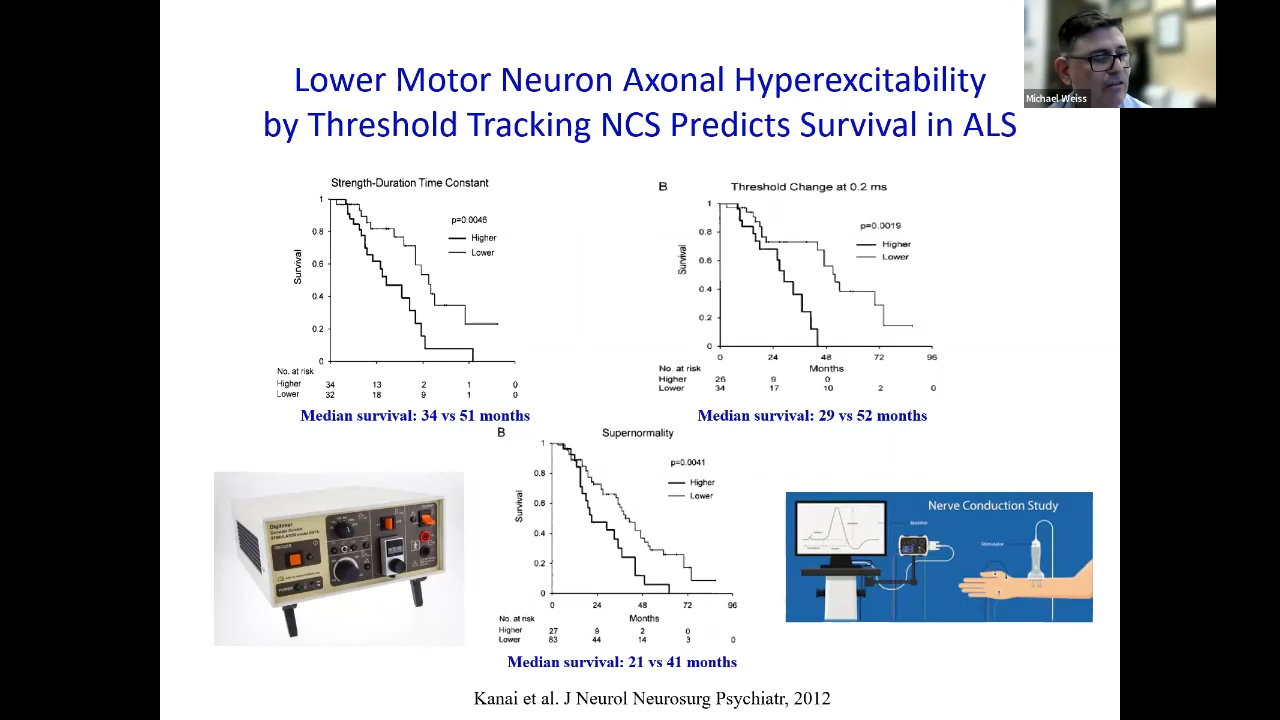 Lower Motor Neuron Axonal Hyperexcitability
by Threshold Tracking NCS Predicts Survival in ALS
Michael Weiss
Strength-Duration Time Constant
p=0.0046
Higher
Lower
Survival
1
0.8
0.6
0.4
0.2
0
No. at risk
Higher 34 13 2 1 0
Lower 32 18 9 1 0
Median survival: 34 vs 51 months
B Threshold Change at 0.2 ms
p=0.0019
Higher
Lower
Survival
1
0.8
0.6
0.4
0.2
0
0 24 48 72 96
Months
No. at risk
Higher 26 9 0
Lower 34 17 10 2 0
Median survival: 29 vs 52 months
B Supernormality
p=0.0041
Higher
Lower
Survival
1
0.8
0.6
0.4
0.2
0
0 24 48 72 96
Months
No. at risk
Higher 27 9 2 0
Lower 83 44 14 3 0
Median survival: 21 vs 41 months
Digitimer
TRIGGER
POWER
Nerve Conduction Study
Monitor
Stimulator
Kanai et al. J Neurol Neurosurg Psychiatr, 2012